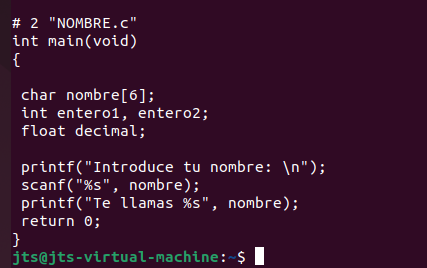 # 2 "NOMBRE.c"
int main(void)
{
char nombre[6];
int entero1, entero2;
float decimal;
printf("Introduce tu nombre: \n");
scanf("%s", nombre);
printf("Te llamas %s", nombre);
return 0;
}
jts@jts-virtual-machine:~$